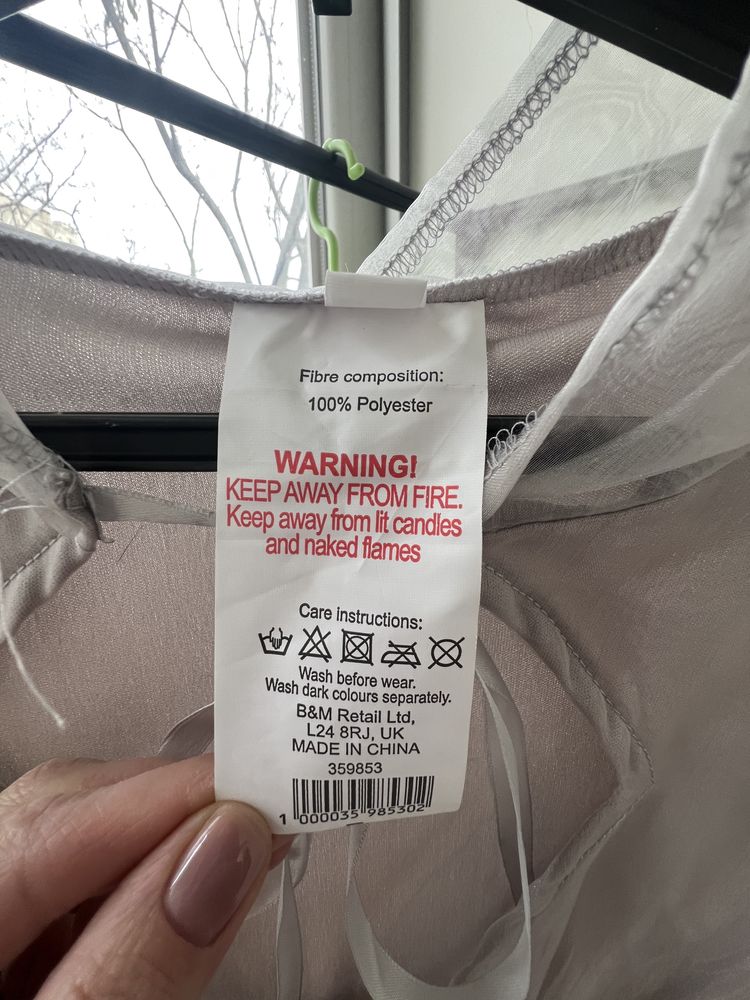 Fibre composition:
100% Polyester
WARNING!
KEEP AWAY FROM FIRE.
Keep away from lit candles
and naked flames
Care instructions:
Wash before wear.
Wash dark colours separately.
B&M Retail Ltd,
L24 8RJ, UK
MADE IN CHINA
359853
1 000035 985302